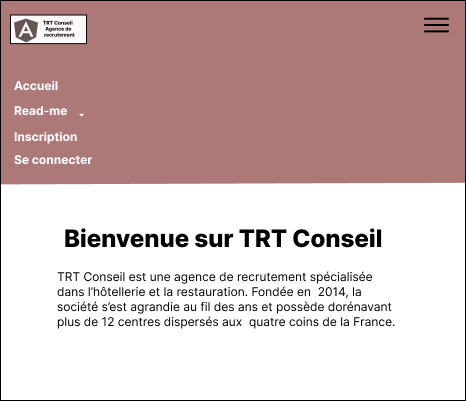 TRT Conseil
Agence de
recrutement
Accueil
Read-me
Inscription
Se connecter
Bienvenue sur TRT Conseil
TRT Conseil est une agence de recrutement spécialisée
dans l'hôtellerie et la restauration. Fondée en 2014, la
société s'est agrandie au fil des ans et possède dorénavant
plus de 12 centres dispersés aux quatre coins de la France.